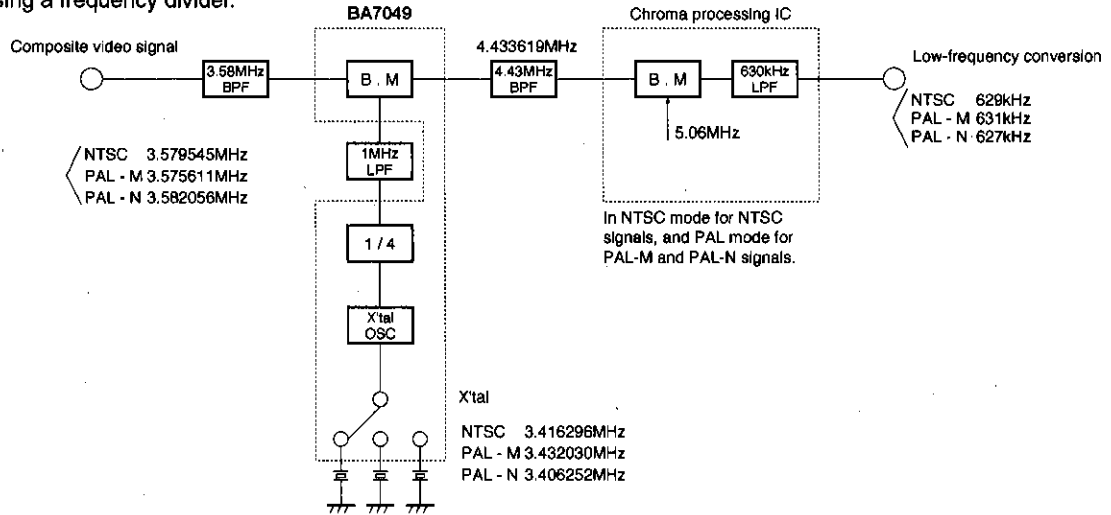 sing a frequency divider.
BA7049
Chroma processing IC
Composite video signal
4.433619MHz
Low-frequency conversion
3.58MHz
BPF
B . M
4.43MHz
BPF
B . M
630kHz
LPF
5.06MHz
NTSC 629kHz
PAL - M 631kHz
PAL - N 627kHz
NTSC 3.579545MHz
PAL - M 3.575611MHz
PAL - N 3.582056MHz
1MHz
LPF
In NTSC mode for NTSC
signals, and PAL mode for
PAL-M and PAL-N signals.
1 / 4
X'tal
OSC
X'tal
NTSC 3.416296MHz
PAL - M 3.432030MHz
PAL - N 3.406252MHz